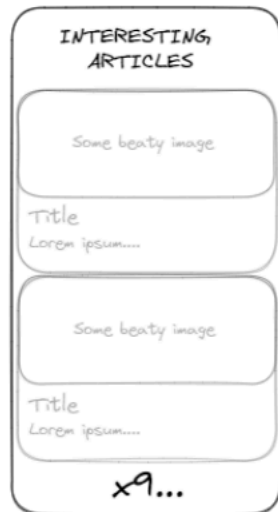 INTERESTING
ARTICLES
Some beaty image
Title
Lorem ipsum....
Some beaty image
Title
Lorem ipsum....
x9...